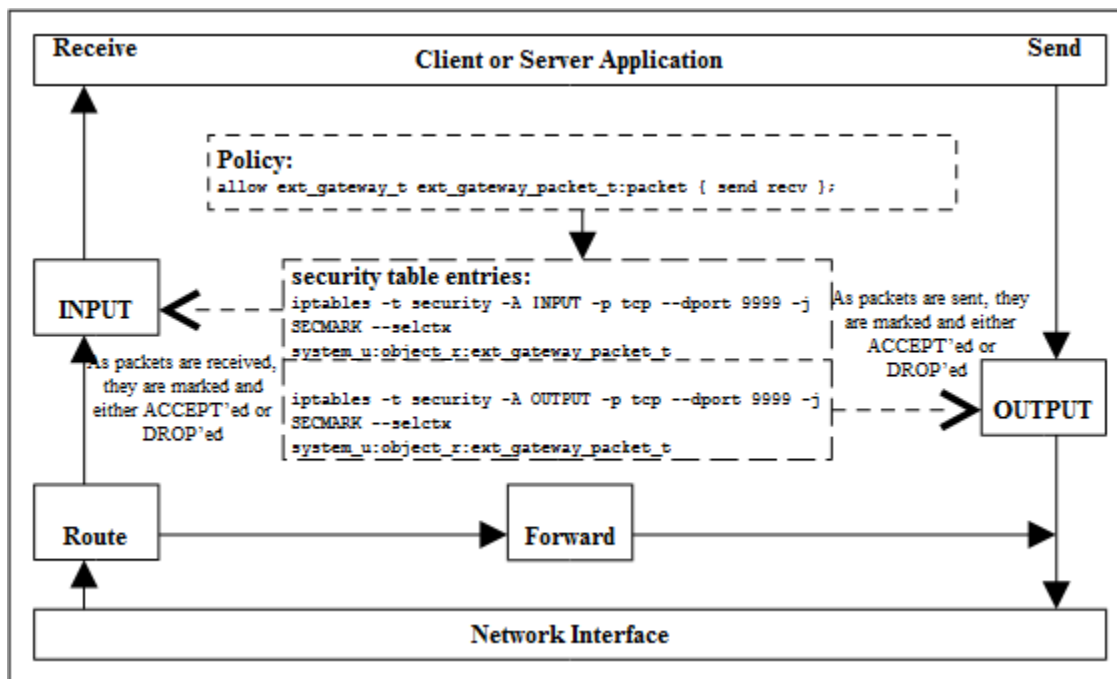 Receive
Client or Server Application
Send
Policy:
allow ext_gateway_t ext_gateway_packet_t:packet { send recv };
security table entries:
iptables -t security -A INPUT -p tcp --dport 9999 -j
SECMARK --selctx
system_u:object_r:ext_gateway_packet_t
INPUT
As packets are sent, they
are marked and either
ACCEPT'ed or
DROP'ed
As packets are received,
they are marked and
either ACCEPT'ed or
DROP'ed
iptables -t security -A OUTPUT -p tcp --dport 9999 -j
SECMARK --selctx
system_u:object_r:ext_gateway_packet_t
OUTPUT
Route
Forward
Network Interface